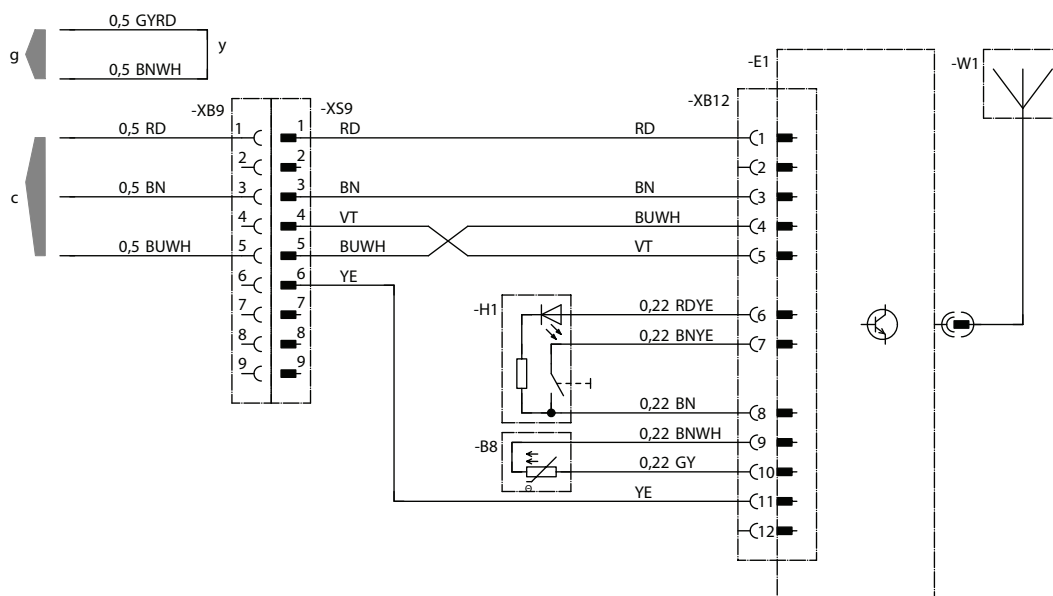 0,5 GYRD
g
y
0,5 BNWH
-E1
-W1
-XB9
-XS9
-XB12
0,5 RD
1
1
RD
RD
1
2
2
2
c
0,5 BN
3
3
BN
BN
3
4
4
VT
BUWH
4
0,5 BUWH
5
5
BUWH
VT
5
6
6
YE
7
7
-H1
0,22 RDYE
6
8
8
0,22 BNYE
7
9
9
0,22 BN
8
-B8
0,22 BNWH
9
0,22 GY
10
Θ
YE
11
12